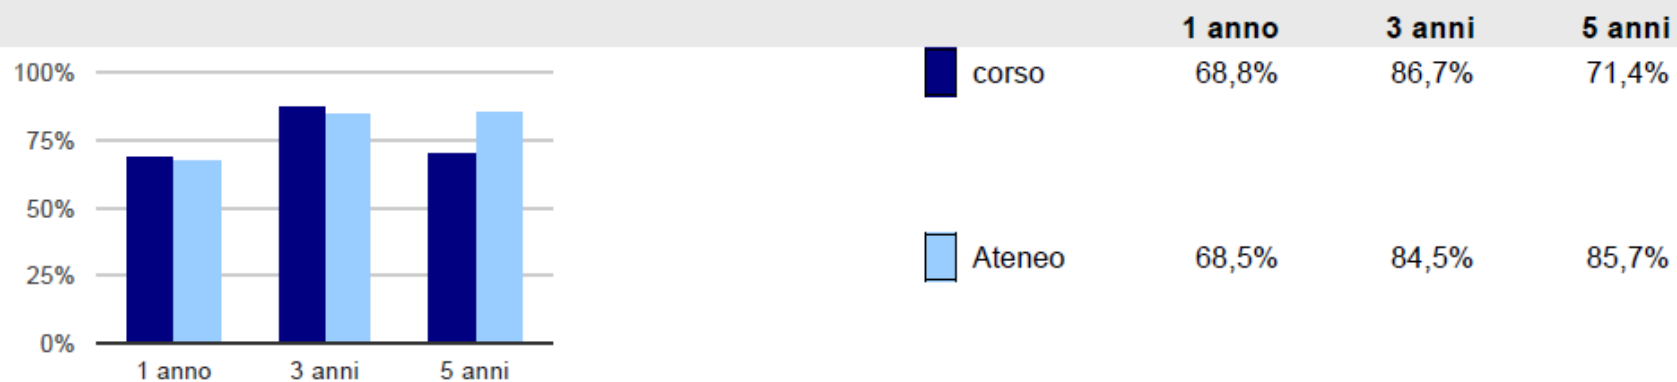 1 anno 3 anni 5 anni
corso 68,8% 86,7% 71,4%
Ateneo 68,5% 84,5% 85,7%
100%
75%
50%
25%
0%
1 anno 3 anni 5 anni